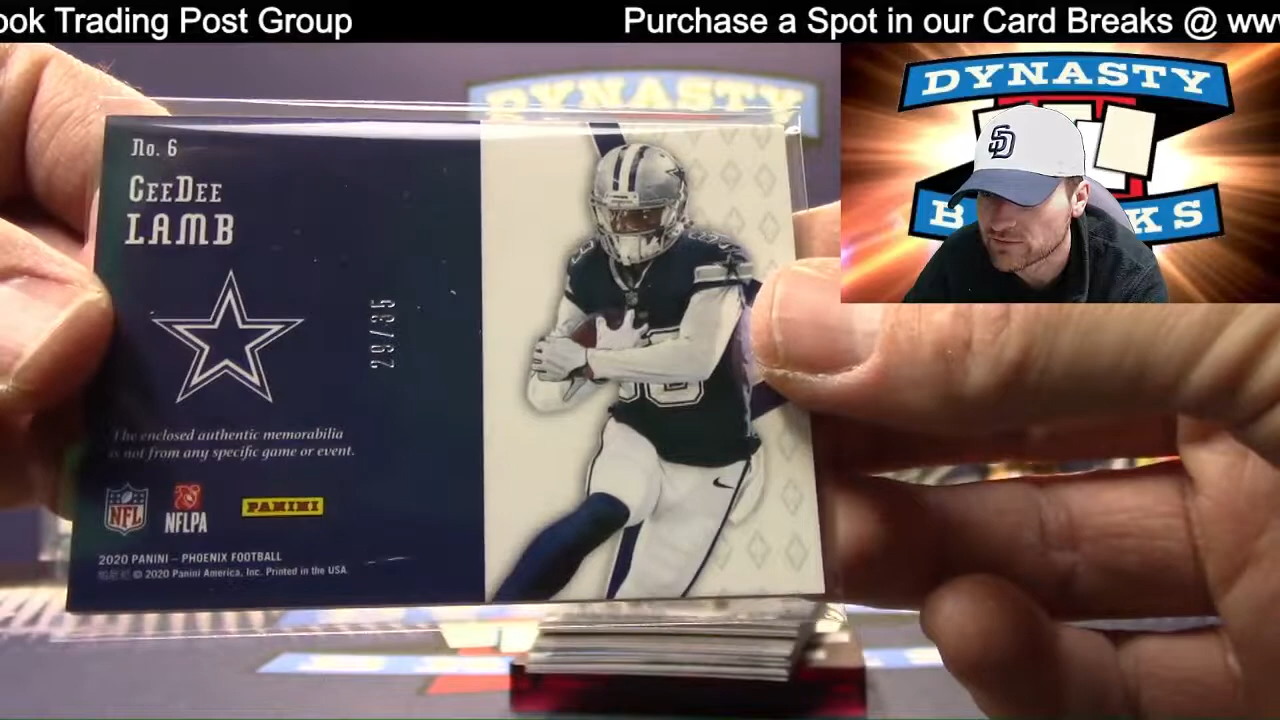 ook Trading Post Group
Purchase a Spot in our Card Breaks @ ww
DYNASTY
DYNASTY
B KS
SD
No. 6
CeeDee
LAMB
29/35
The enclosed authentic memorabilia
is not from any specific game or event.
NFL
NFLPA
PANINI
2020 PANINI – PHOENIX FOOTBALL
© 2020 Panini America, Inc. Printed in the USA.